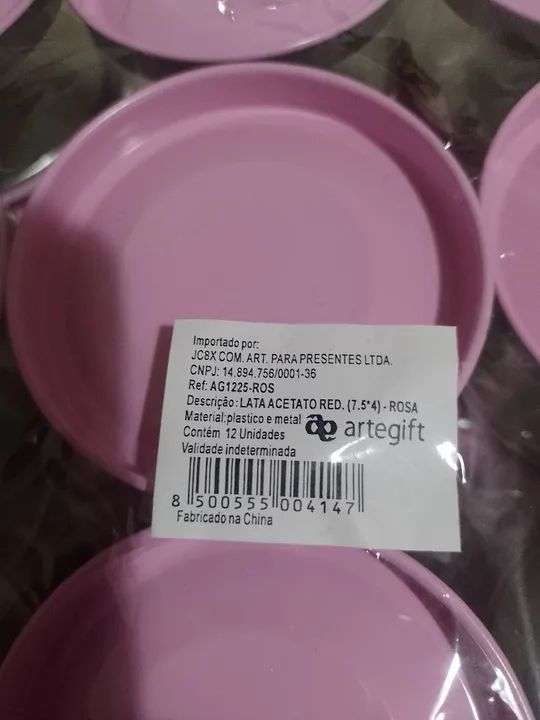 Importado por:
JC8X COM. ART. PARA PRESENTES LTDA.
CNPJ: 14.894.756/0001-36
Ref: AG1225-ROS
Descrição: LATA ACETATO RED. (7.5*4) - ROSA
Material:plastico e metal
artegift
Contém 12 Unidades
Validade indeterminada
8 500555 004147
Fabricado na China